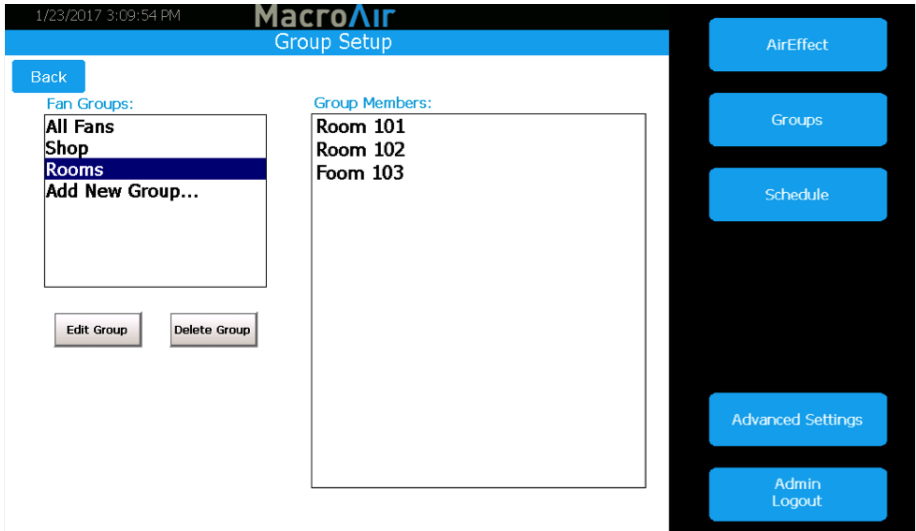 1/23/2017 3:09:54 PM
MacroAir
Group Setup
Back
Fan Groups:
All Fans
Shop
Rooms
Add New Group...
Edit Group
Delete Group
Group Members:
Room 101
Room 102
Foom 103
AirEffect
Groups
Schedule
Advanced Settings
Admin
Logout